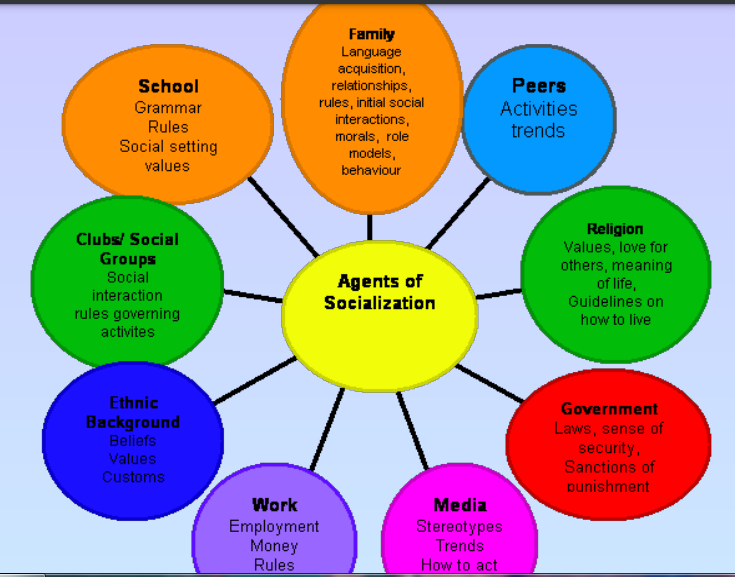 Family
Language
acquisition,
relationships,
rules, initial social
interactions,
morals, role
models,
behaviour
School
Grammar
Rules
Social setting
values
Peers
Activities
trends
Clubs/ Social
Groups
Social
interaction
rules governing
activites
Agents of
Socialization
Religion
Values, love for
others, meaning
of life,
Guidelines on
how to live
Ethnic
Background
Beliefs
Values
Customs
Government
Laws, sense of
security,
Sanctions of
punishment
Work
Employment
Money
Rules
Media
Stereotypes
Trends
How to act